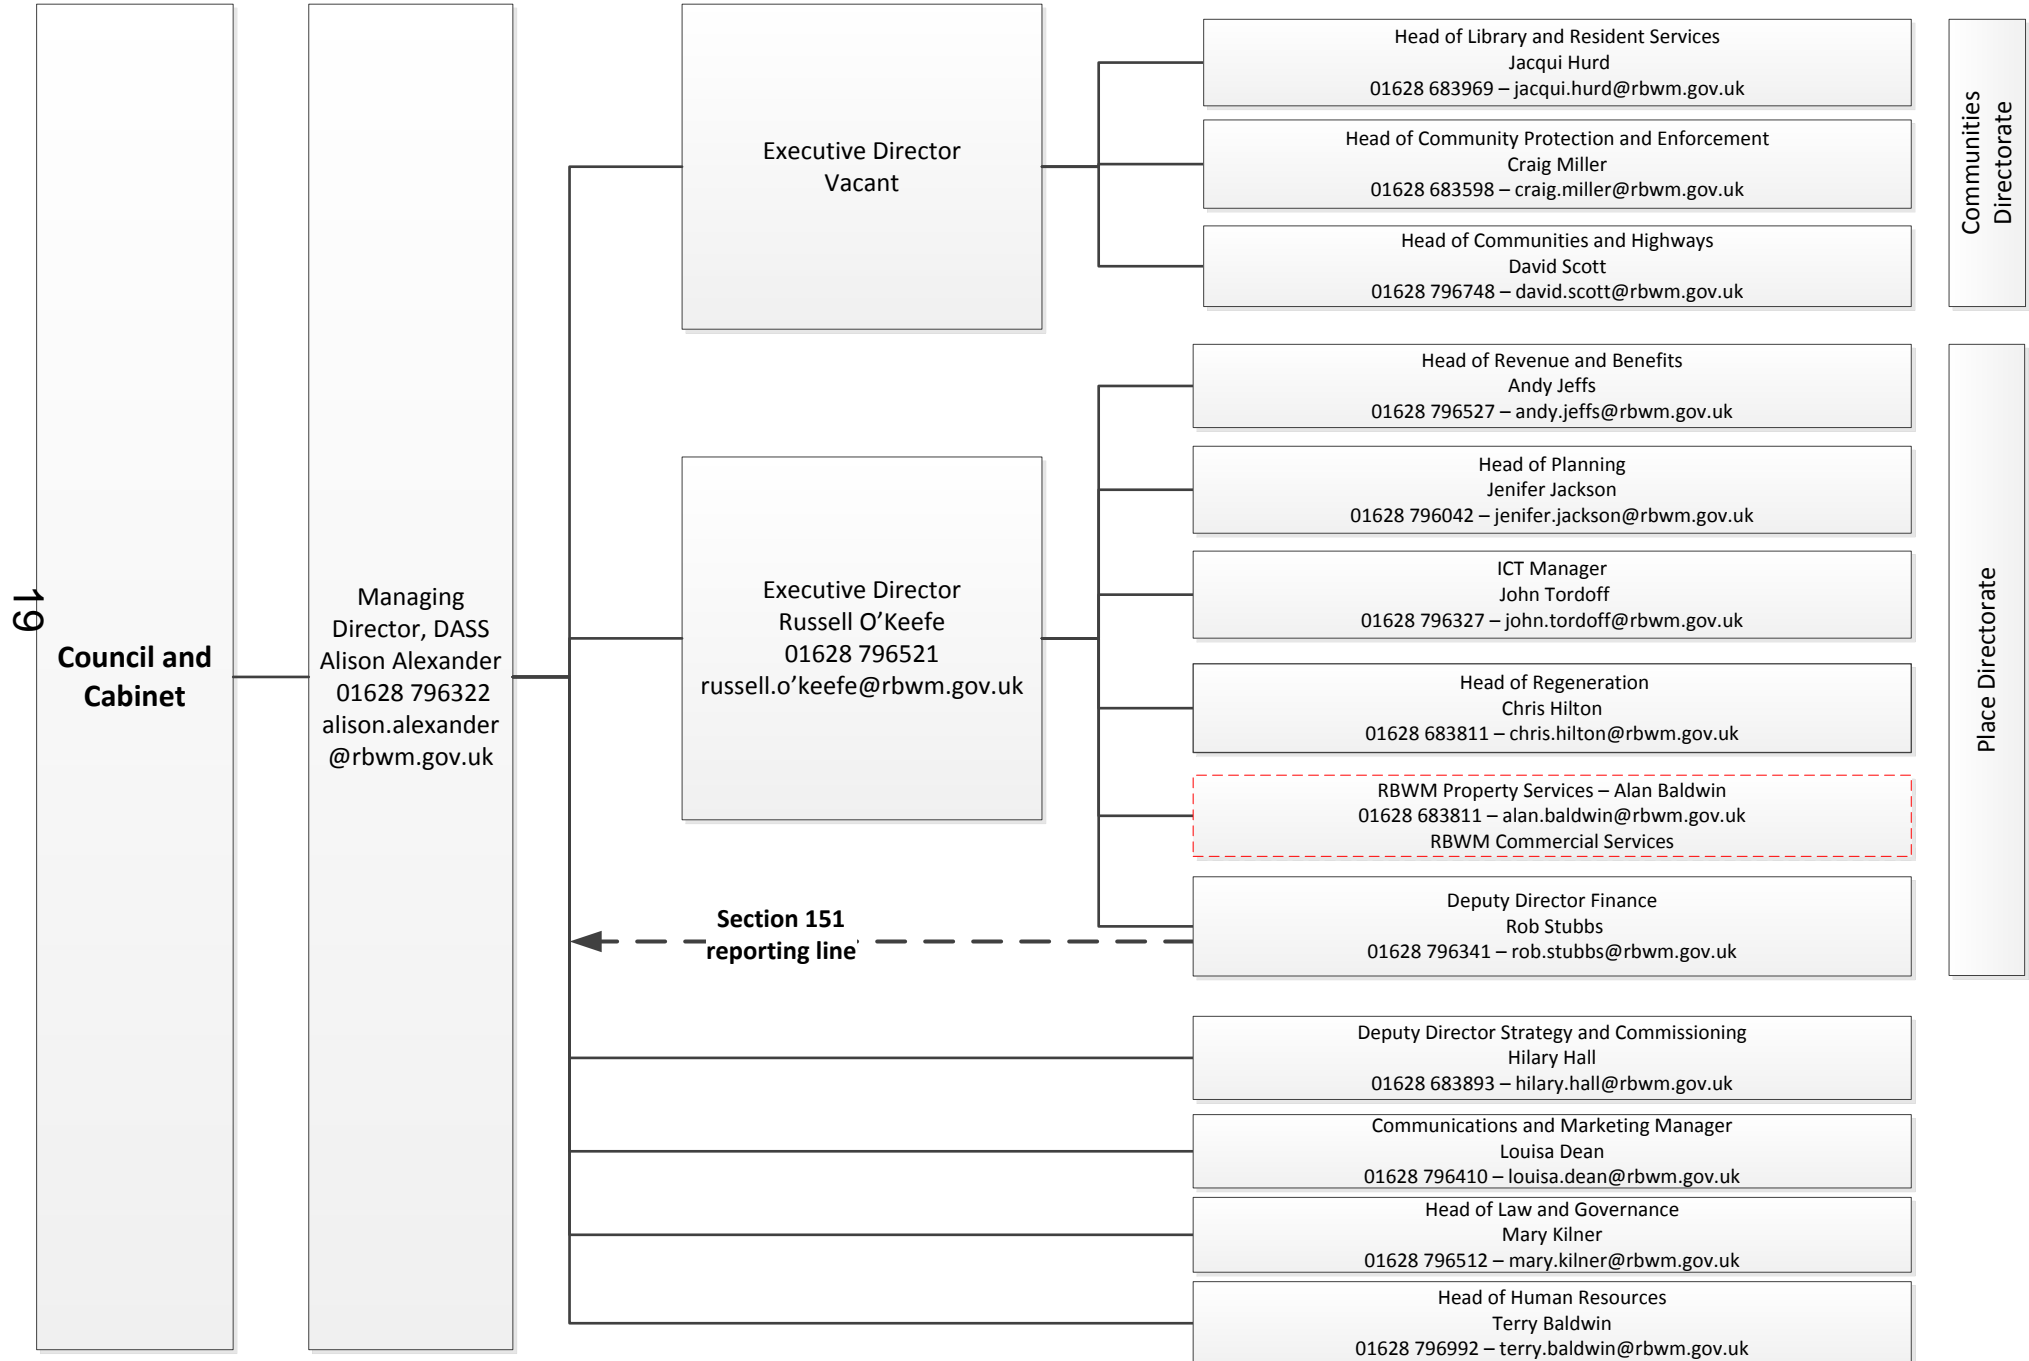 19
Council and
Cabinet
Managing
Director, DASS
Alison Alexander
01628 796322
alison.alexander
@rbwm.gov.uk
Executive Director
Vacant
Head of Library and Resident Services
Jacqui Hurd
01628 683969 – jacqui.hurd@rbwm.gov.uk
Head of Community Protection and Enforcement
Craig Miller
01628 683598 – craig.miller@rbwm.gov.uk
Head of Communities and Highways
David Scott
01628 796748 – david.scott@rbwm.gov.uk
Communities
Directorate
Executive Director
Russell O’Keefe
01628 796521
russell.o’keefe@rbwm.gov.uk
Head of Revenue and Benefits
Andy Jeffs
01628 796527 – andy.jeffs@rbwm.gov.uk
Head of Planning
Jenifer Jackson
01628 796042 – jenifer.jackson@rbwm.gov.uk
ICT Manager
John Tordoff
01628 796327 – john.tordoff@rbwm.gov.uk
Head of Regeneration
Chris Hilton
01628 683811 – chris.hilton@rbwm.gov.uk
RBWM Property Services – Alan Baldwin
01628 683811 – alan.baldwin@rbwm.gov.uk
RBWM Commercial Services
Deputy Director Finance
Rob Stubbs
01628 796341 – rob.stubbs@rbwm.gov.uk
Place Directorate
Section 151
reporting line
Deputy Director Strategy and Commissioning
Hilary Hall
01628 683893 – hilary.hall@rbwm.gov.uk
Communications and Marketing Manager
Louisa Dean
01628 796410 – louisa.dean@rbwm.gov.uk
Head of Law and Governance
Mary Kilner
01628 796512 – mary.kilner@rbwm.gov.uk
Head of Human Resources
Terry Baldwin
01628 796992 – terry.baldwin@rbwm.gov.uk